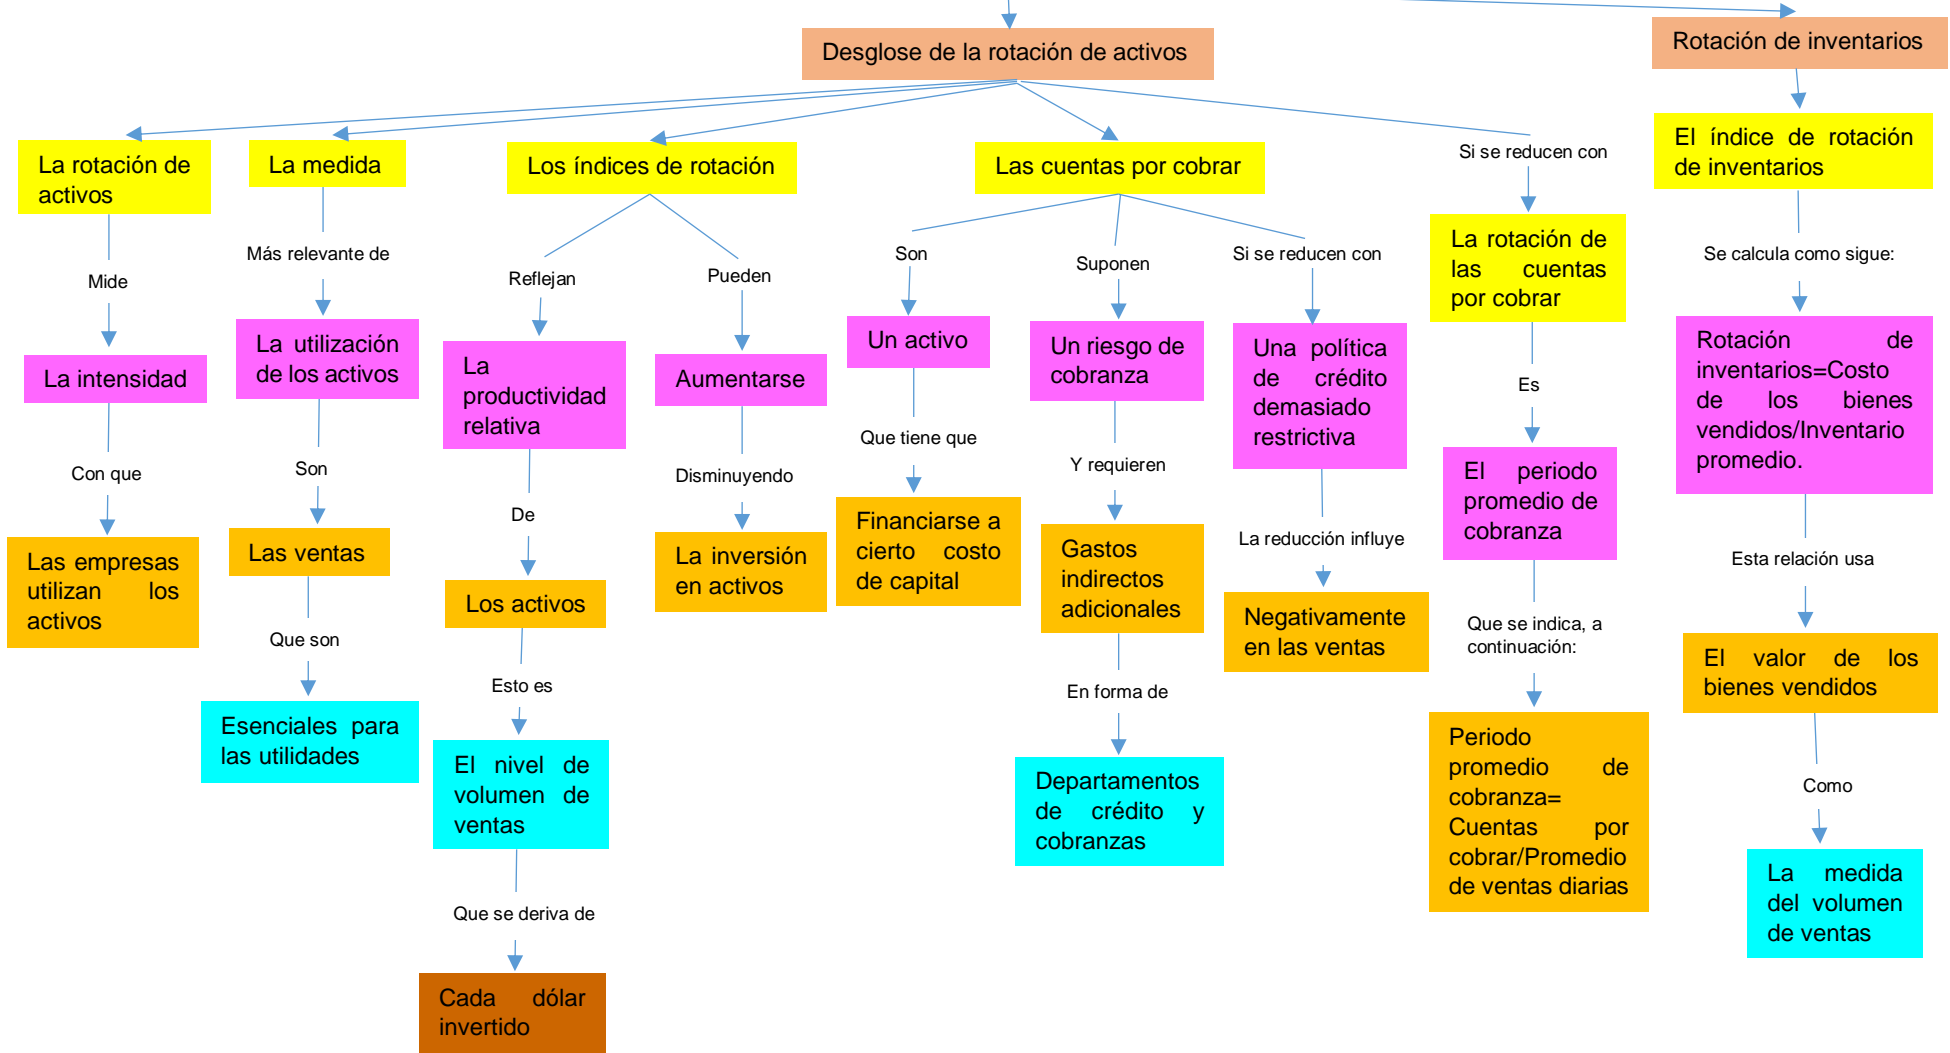 Desglose de la rotación de activos
Rotación de inventarios
La rotación de
activos
Mide
La intensidad
Con que
Las empresas
utilizan los
activos
La medida
Más relevante de
La utilización
de los activos
Son
Las ventas
Que son
Esenciales para
las utilidades
Los índices de rotación
Reflejan
La
productividad
relativa
De
Los activos
Esto es
El nivel de
volumen de
ventas
Que se deriva de
Cada dólar
invertido
Pueden
Aumentarse
Disminuyendo
La inversión
en activos
Las cuentas por cobrar
Son
Un activo
Que tiene que
Financiarse a
cierto costo
de capital
Suponen
Un riesgo de
cobranza
Y requieren
Gastos
indirectos
adicionales
En forma de
Departamentos
de crédito y
cobranzas
Si se reducen con
Una política
de crédito
demasiado
restrictiva
La reducción influye
Negativamente
en las ventas
Si se reducen con
La rotación de
las cuentas
por cobrar
Es
El periodo
promedio de
cobranza
Que se indica, a
continuación:
Periodo
promedio de
cobranza=
Cuentas por
cobrar/Promedio
de ventas diarias
El índice de rotación
de inventarios
Se calcula como sigue:
Rotación de
inventarios=Costo
de los bienes
vendidos/Inventario
promedio.
Esta relación usa
El valor de los
bienes vendidos
Como
La medida
del volumen
de ventas